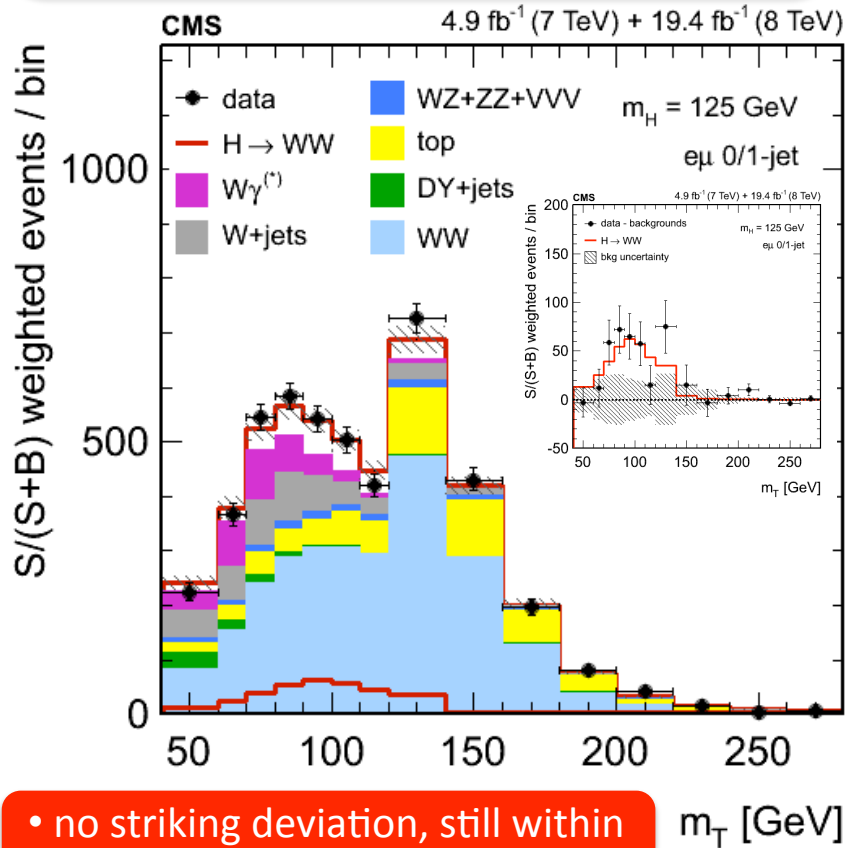 CMS 4.9 fb⁻¹ (7 TeV) + 19.4 fb⁻¹ (8 TeV)
S/(S+B) weighted events / bin
data
H → WW
Wγ(*)
W+jets
WZ+ZZ+VVV
top
DY+jets
WW
m_H = 125 GeV
eμ 0/1-jet
1000
500
0
50 100 150 200 250
m_T [GeV]
CMS 4.9 fb⁻¹ (7 TeV) + 19.4 fb⁻¹ (8 TeV)
S/(S+B) weighted events / bin
data - backgrounds
H → WW
bkg uncertainty
m_H = 125 GeV
eμ 0/1-jet
200
150
100
50
0
-50
50 100 150 200 250
m_T [GeV]
• no striking deviation, still within